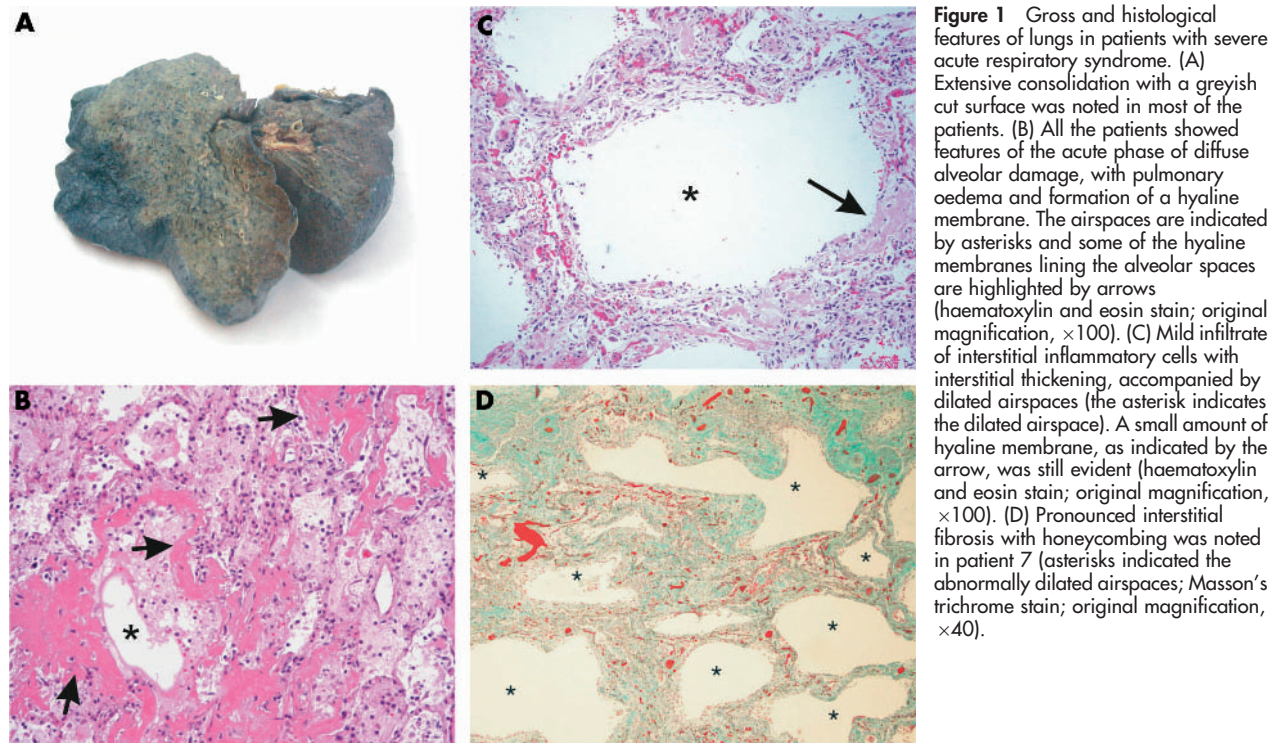 A
C
B
D
*
*
*
*
*
*
*
*
*
*
Figure 1 Gross and histological
features of lungs in patients with severe
acute respiratory syndrome. (A)
Extensive consolidation with a greyish
cut surface was noted in most of the
patients. (B) All the patients showed
features of the acute phase of diffuse
alveolar damage, with pulmonary
oedema and formation of a hyaline
membrane. The airspaces are indicated
by asterisks and some of the hyaline
membranes lining the alveolar spaces
are highlighted by arrows
(haematoxylin and eosin stain; original
magnification, ×100). (C) Mild infiltrate
of interstitial inflammatory cells with
interstitial thickening, accompanied by
dilated airspaces (the asterisk indicates
the dilated airspace). A small amount of
hyaline membrane, as indicated by the
arrow, was still evident (haematoxylin
and eosin stain; original magnification,
×100). (D) Pronounced interstitial
fibrosis with honeycombing was noted
in patient 7 (asterisks indicated the
abnormally dilated airspaces; Masson's
trichrome stain; original magnification,
×40).